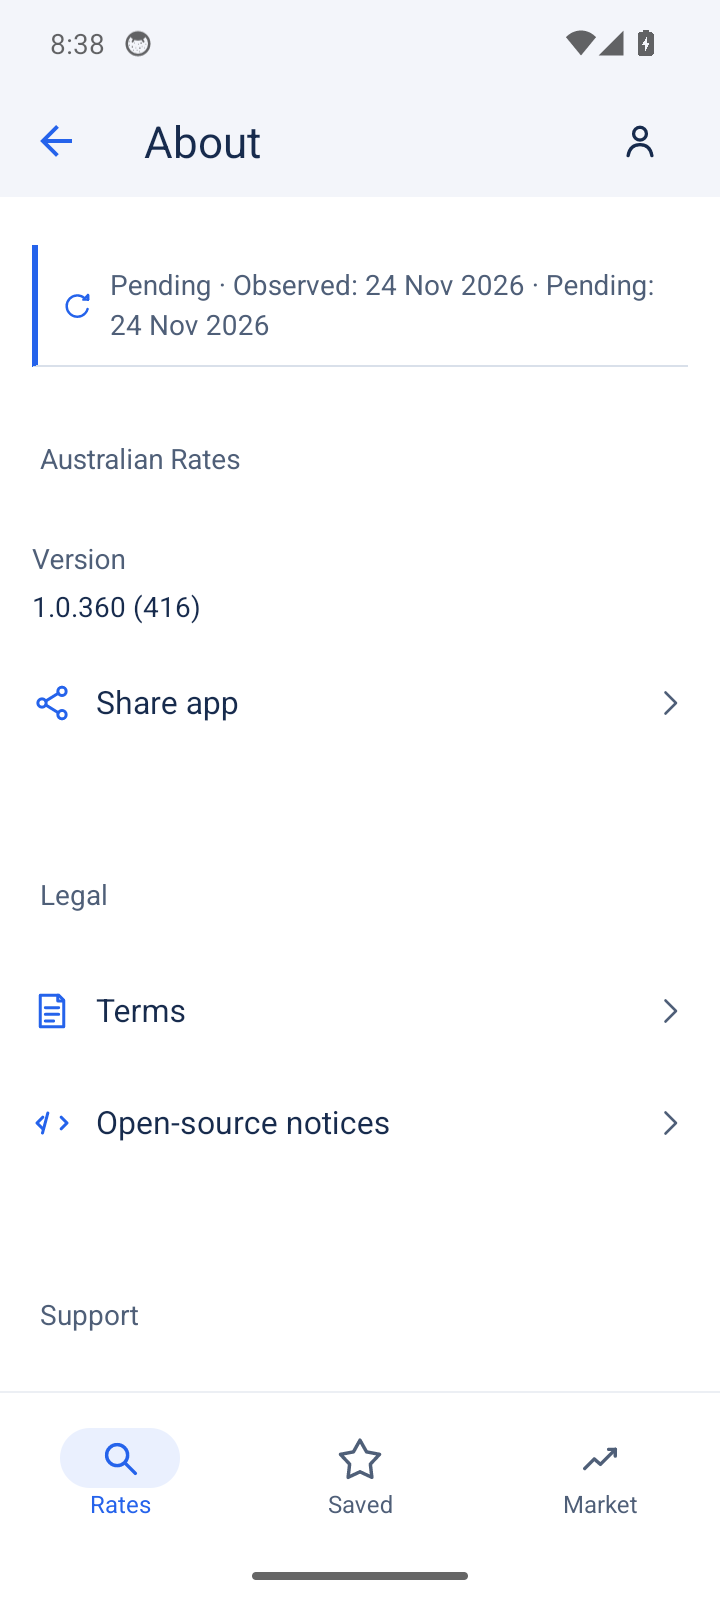 8:38
About
Pending · Observed: 24 Nov 2026 · Pending:
24 Nov 2026
Australian Rates
Version
1.0.360 (416)
Share app
Legal
Terms
Open-source notices
Support
Rates
Saved
Market